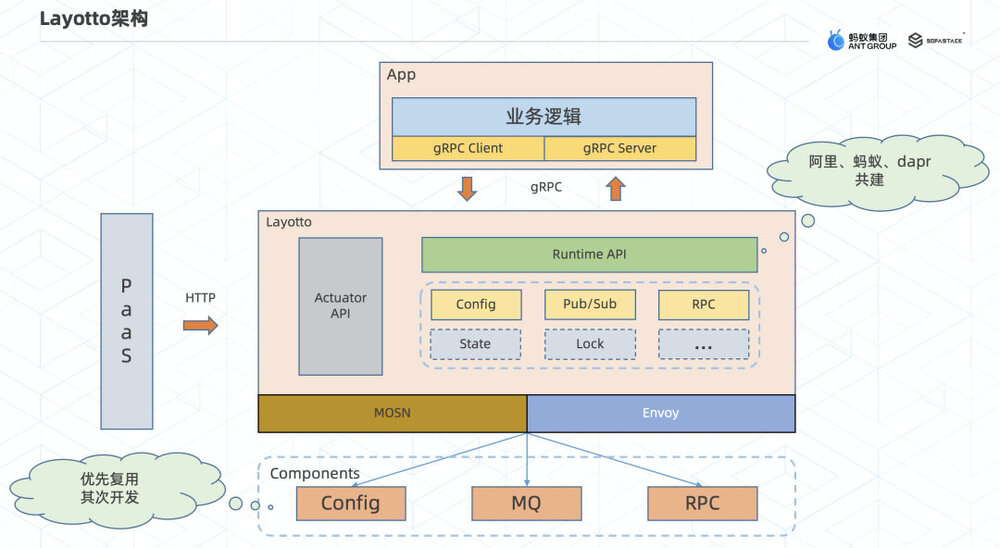 Layotto架构
蚂蚁集团
ANT GROUP
SOFASTACK
App
业务逻辑
gRPC Client
gRPC Server
gRPC
阿里、蚂蚁、dapr
共建
Layotto
PaaS
HTTP
Actuator
API
Runtime API
Config
Pub/Sub
RPC
State
Lock
...
MOSN
Envoy
优先复用
其次开发
Components
Config
MQ
RPC